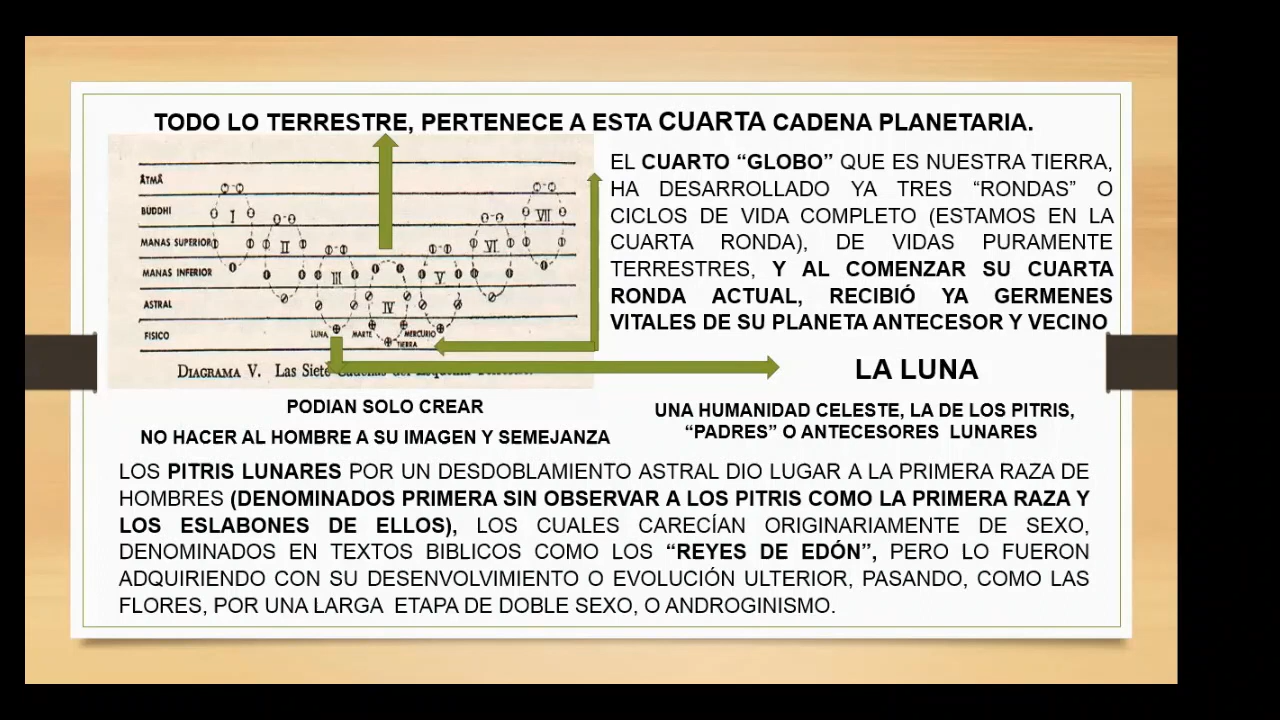 TODO LO TERRESTRE, PERTENECE A ESTA CUARTA CADENA PLANETARIA.
ÂTMÂ
BUDDHI
MANAS SUPERIOR
MANAS INFERIOR
ASTRAL
FISICO
I
II
III
IV
V
VI
VII
LUNA
MARTE
MERCURIO
TIERRA
DIAGRAMA V. Las Siete
EL CUARTO “GLOBO” QUE ES NUESTRA TIERRA,
HA DESARROLLADO YA TRES “RONDAS” O
CICLOS DE VIDA COMPLETO (ESTAMOS EN LA
CUARTA RONDA), DE VIDAS PURAMENTE
TERRESTRES, Y AL COMENZAR SU CUARTA
RONDA ACTUAL, RECIBIÓ YA GERMENES
VITALES DE SU PLANETA ANTECESOR Y VECINO
LA LUNA
PODIAN SOLO CREAR
NO HACER AL HOMBRE A SU IMAGEN Y SEMEJANZA
UNA HUMANIDAD CELESTE, LA DE LOS PITRIS,
“PADRES” O ANTECESORES LUNARES
LOS PITRIS LUNARES POR UN DESDOBLAMIENTO ASTRAL DIO LUGAR A LA PRIMERA RAZA DE
HOMBRES (DENOMINADOS PRIMERA SIN OBSERVAR A LOS PITRIS COMO LA PRIMERA RAZA Y
LOS ESLABONES DE ELLOS), LOS CUALES CARECÍAN ORIGINARIAMENTE DE SEXO,
DENOMINADOS EN TEXTOS BIBLICOS COMO LOS “REYES DE EDÓN”, PERO LO FUERON
ADQUIRIENDO CON SU DESENVOLVIMIENTO O EVOLUCIÓN ULTERIOR, PASANDO, COMO LAS
FLORES, POR UNA LARGA ETAPA DE DOBLE SEXO, O ANDROGINISMO.